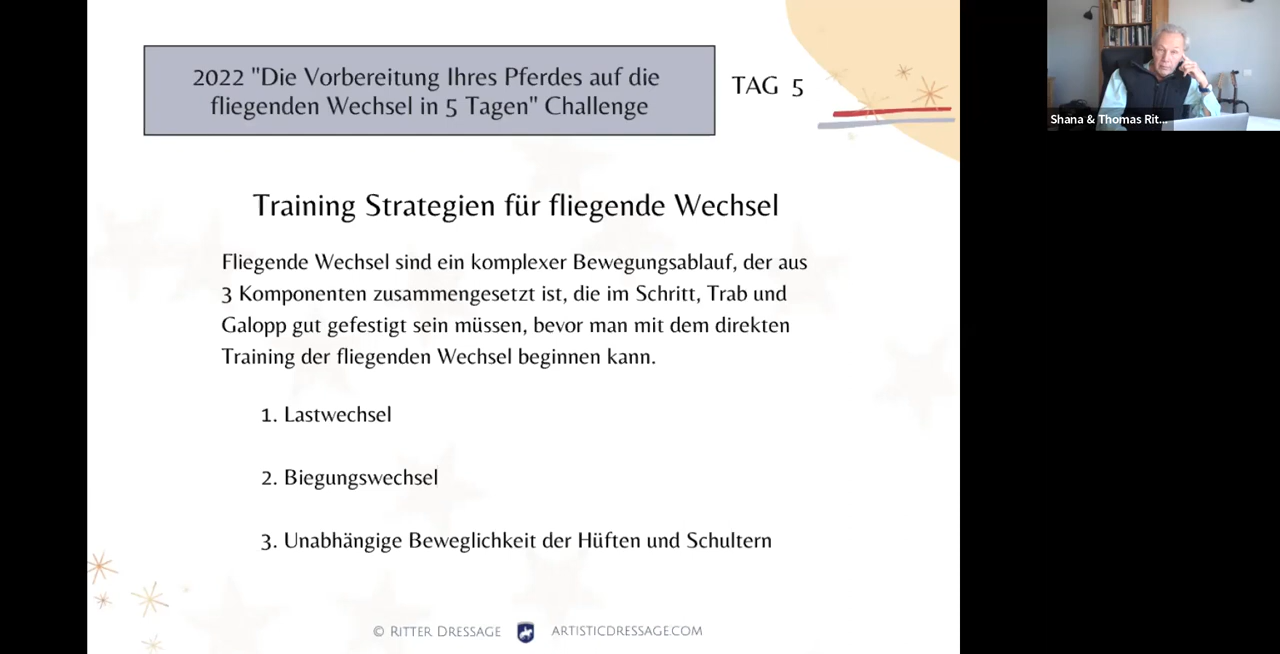 2022 "Die Vorbereitung Ihres Pferdes auf die
fliegenden Wechsel in 5 Tagen" Challenge
TAG 5
Shana & Thomas Rit...
Training Strategien für fliegende Wechsel
Fliegende Wechsel sind ein komplexer Bewegungsablauf, der aus
3 Komponenten zusammengesetzt ist, die im Schritt, Trab und
Galopp gut gefestigt sein müssen, bevor man mit dem direkten
Training der fliegenden Wechsel beginnen kann.
1. Lastwechsel
2. Biegungswechsel
3. Unabhängige Beweglichkeit der Hüften und Schultern
© RITTER DRESSAGE ARTISTICDRESSAGE.COM